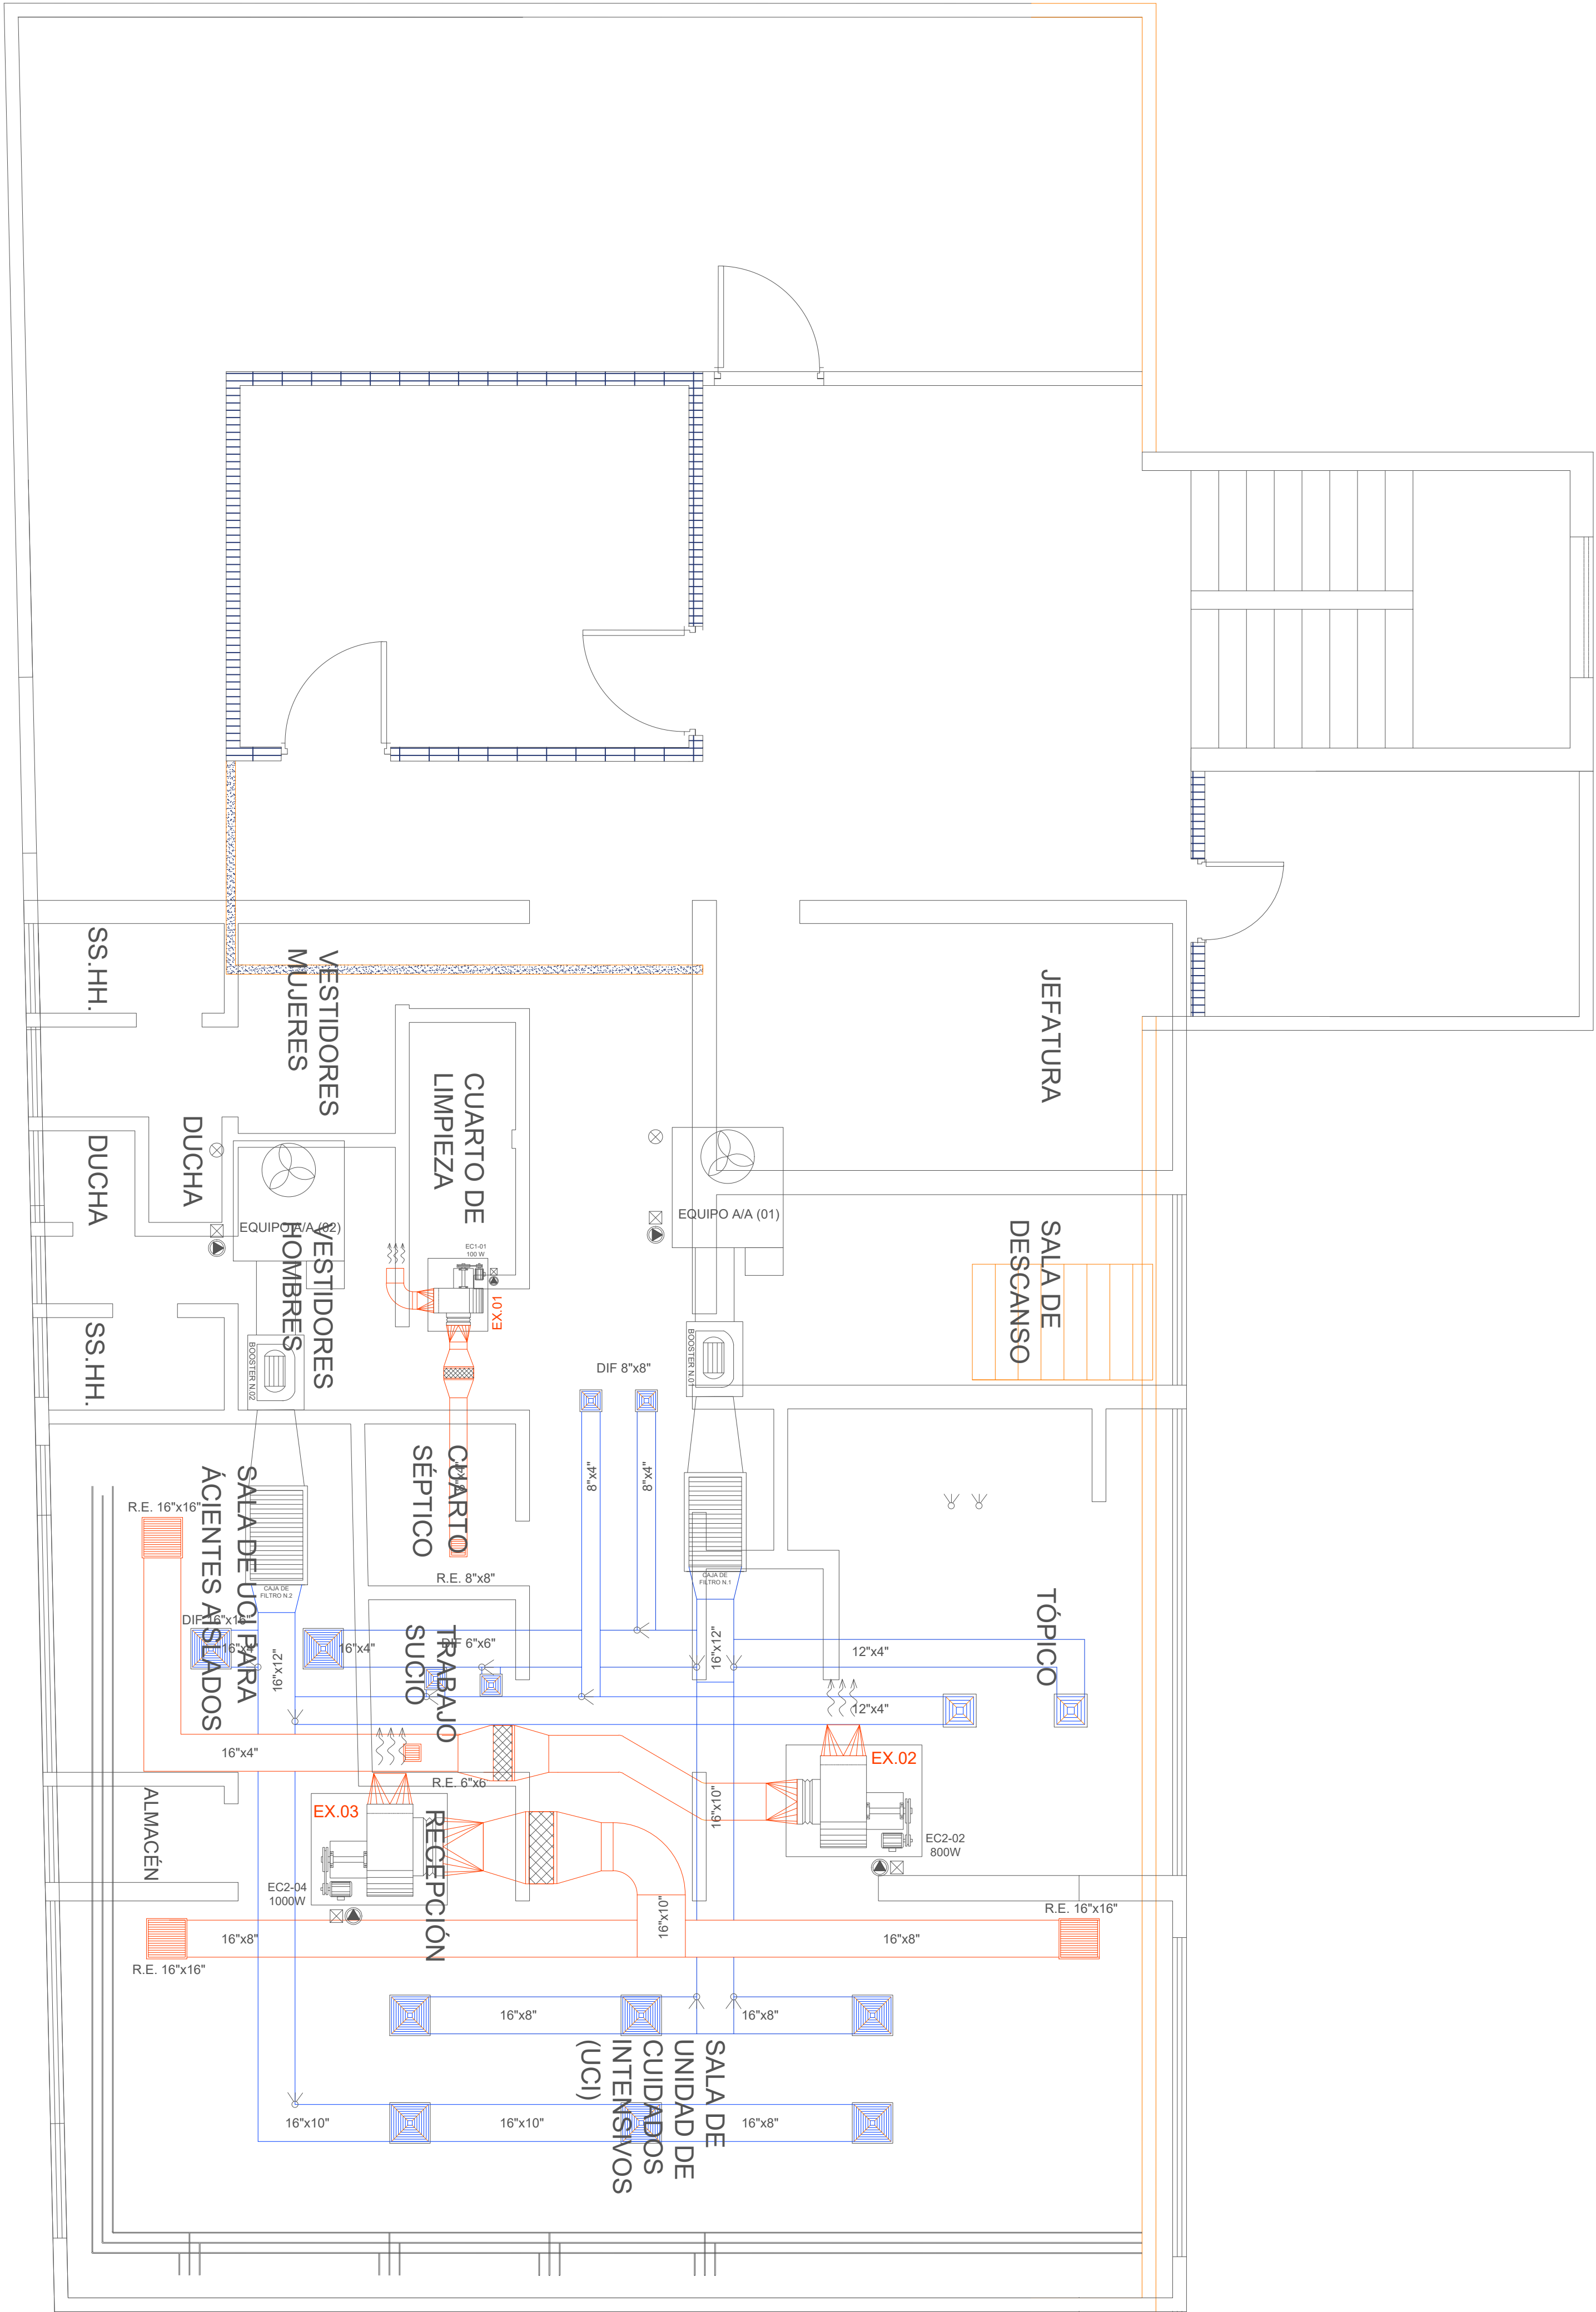 SS.HH.
VESTIDORES
MUJERES
JEFATURA
CUARTO DE
LIMPIEZA
DUCHA
DUCHA
EQUIPO A/A (02)
EQUIPO A/A (01)
VESTIDORES
HOMBRES
SALA DE
DESCANSO
EC1-01
100 W
EX.01
SS.HH.
BOOSTER N.02
BOOSTER N.01
DIF 8"x8"
CUARTO
SÉPTICO
8"x4"
8"x4"
SALA DE UCI PARA
ÁCIENTES AISLADOS
R.E. 16"x16"
CAJA DE
FILTRO N.2
CAJA DE
FILTRO N.1
R.E. 8"x8"
TÓPICO
DIF 16"x16"
16"x4"
16"x4"
TRABAJO
SUCIO
DIF 6"x6"
16"x12"
16"x12"
12"x4"
12"x4"
16"x4"
R.E. 6"x6
EX.02
ALMACÉN
EX.03
RECEPCIÓN
16"x10"
EC2-02
800W
EC2-04
1000W
16"x10"
R.E. 16"x16"
16"x8"
16"x8"
R.E. 16"x16"
16"x8"
16"x8"
SALA DE
UNIDAD DE
CUIDADOS
INTENSIVOS
(UCI)
16"x10"
16"x10"
16"x8"